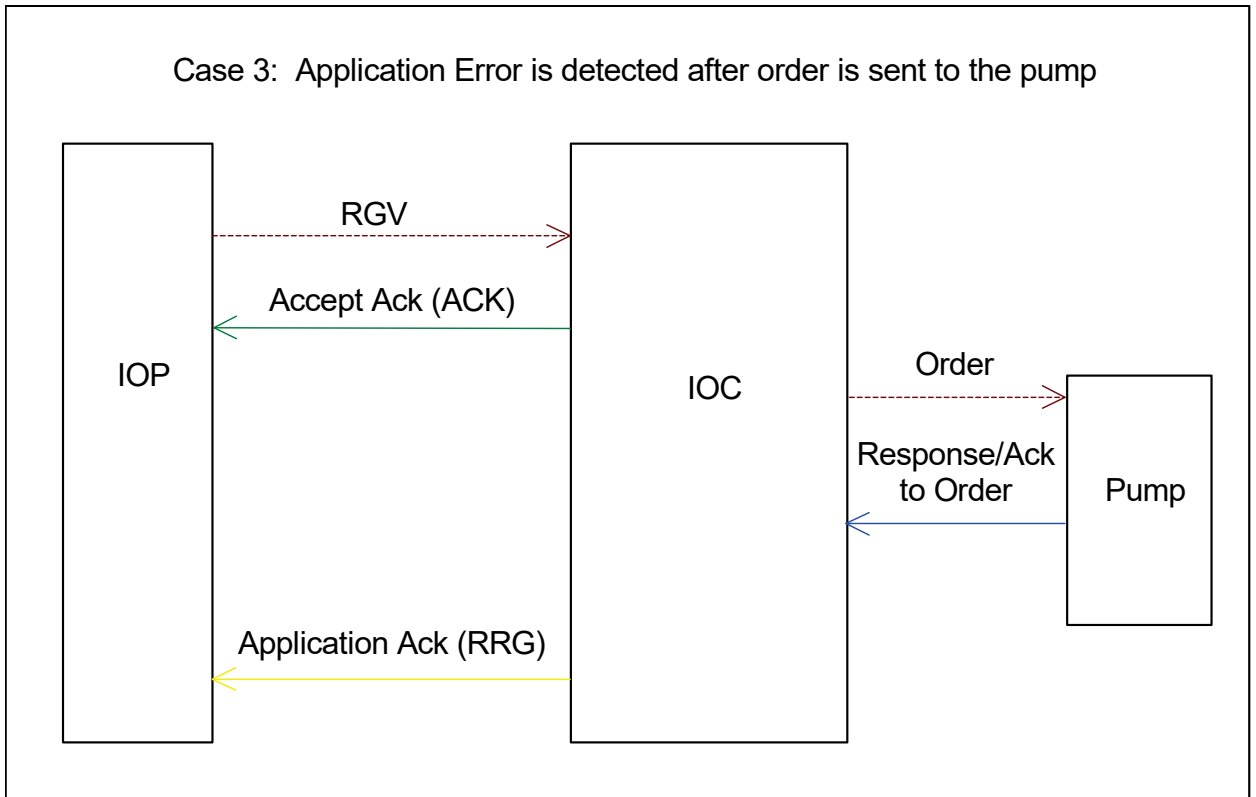 Case 3: Application Error is detected after order is sent to the pump
RGV
Accept Ack (ACK)
IOP
IOC
Order
Response/Ack
to Order
Pump
Application Ack (RRG)